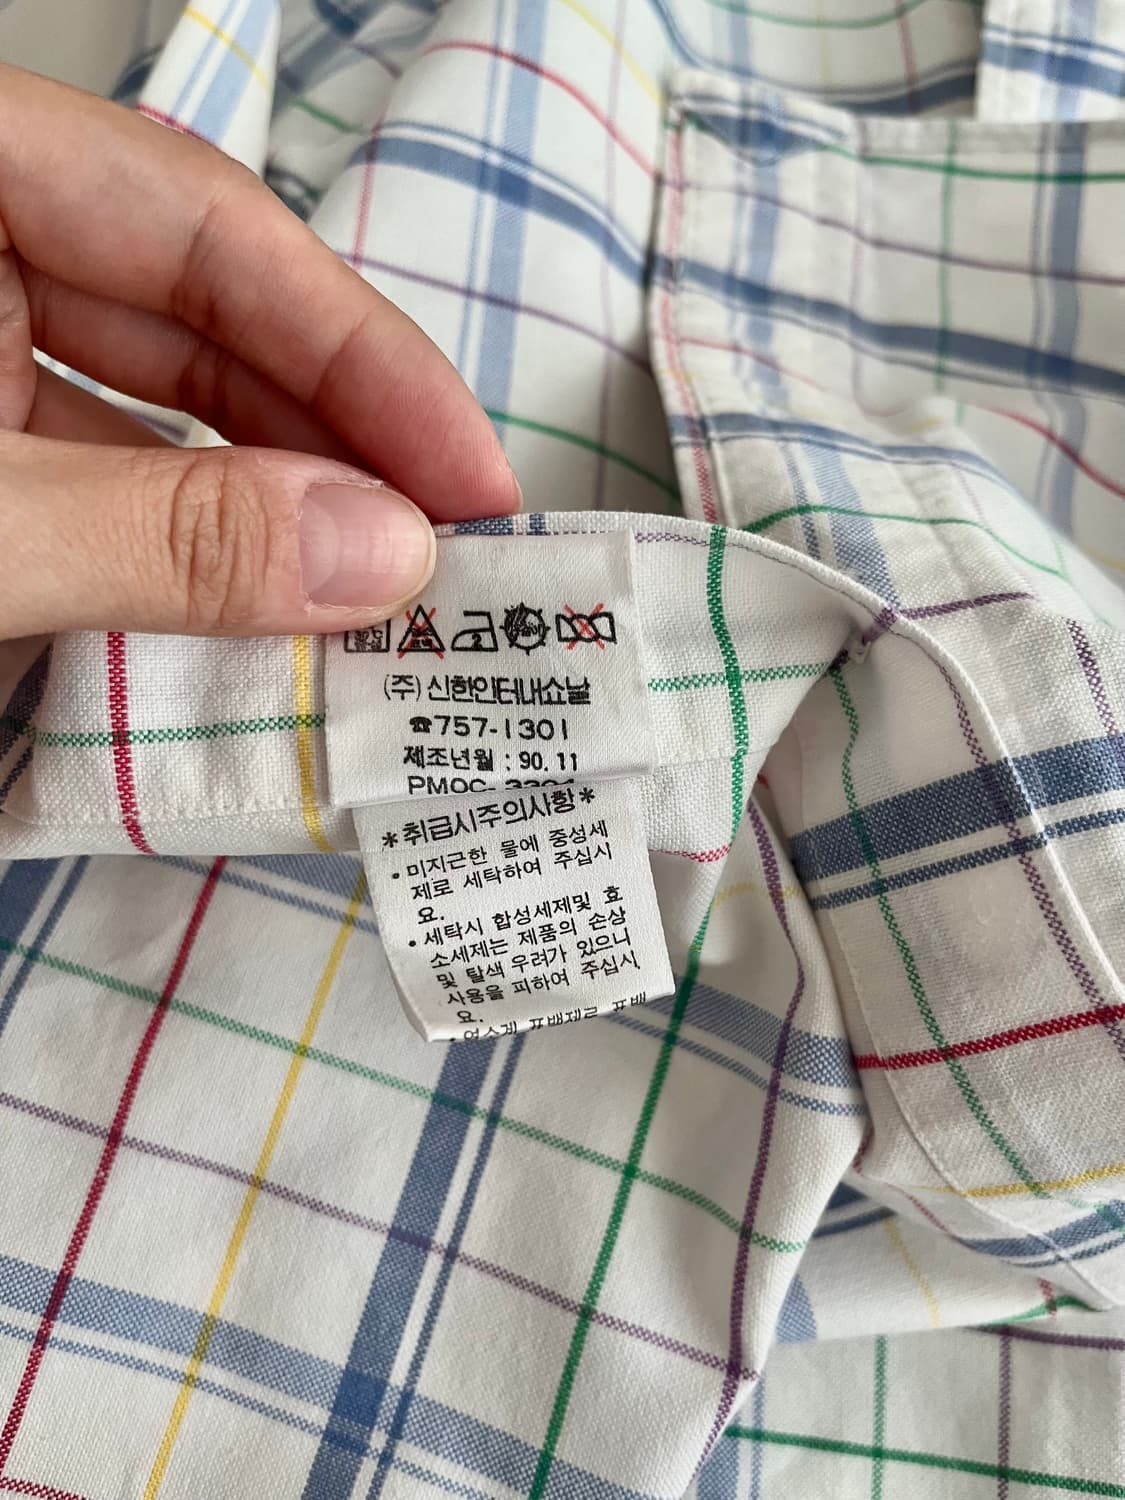 (주)신한인터내쇼날
☎757-1301
제조년월 : 90. 11
PMOC-
*취급시주의사항*
• 미지근한 물에 중성세
제로 세탁하여 주십시
요.
• 세탁시 합성세제및 효
소세제는 제품의 손상
및 탈색 우려가 있으니
사용을 피하여 주십시
요.